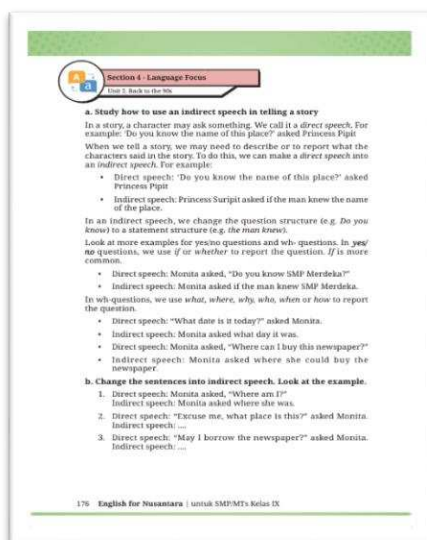 Section 4 - Language Focus
Unit 2. Back to the 90s
a. Study how to use an indirect speech in telling a story
In a story, a character may ask something. We call it a direct speech. For
example: 'Do you know the name of this place?' asked Princess Pipit
When we tell a story, we may need to describe or to report what the
characters said in the story. To do this, we can make a direct speech into
an indirect speech. For example:
• Direct speech: 'Do you know the name of this place?' asked
Princess Pipit
• Indirect speech: Princess Suripit asked if the man knew the name
of the place.
In an indirect speech, we change the question structure (e.g. Do you
know) to a statement structure (e.g. the man knew).
Look at more examples for yes/no questions and wh- questions. In yes/
no questions, we use if or whether to report the question. If is more
common.
• Direct speech: Monita asked, "Do you know SMP Merdeka?"
• Indirect speech: Monita asked if the man knew SMP Merdeka.
In wh-questions, we use what, where, why, who, when or how to report
the question.
• Direct speech: "What date is it today?" asked Monita.
• Indirect speech: Monita asked what day it was.
• Direct speech: Monita asked, "Where can I buy this newspaper?"
• Indirect speech: Monita asked where she could buy the
newspaper
b. Change the sentences into indirect speech. Look at the example.
1. Direct speech: Monita asked, "Where am I?"
Indirect speech: Monita asked where she was.
2. Direct speech: "Excuse me, what place is this?" asked Monita.
Indirect speech: ....
3. Direct speech: "May I borrow the newspaper?" asked Monita.
Indirect speech: ....
176 English for Nusantara | untuk SMP/MTs Kelas IX